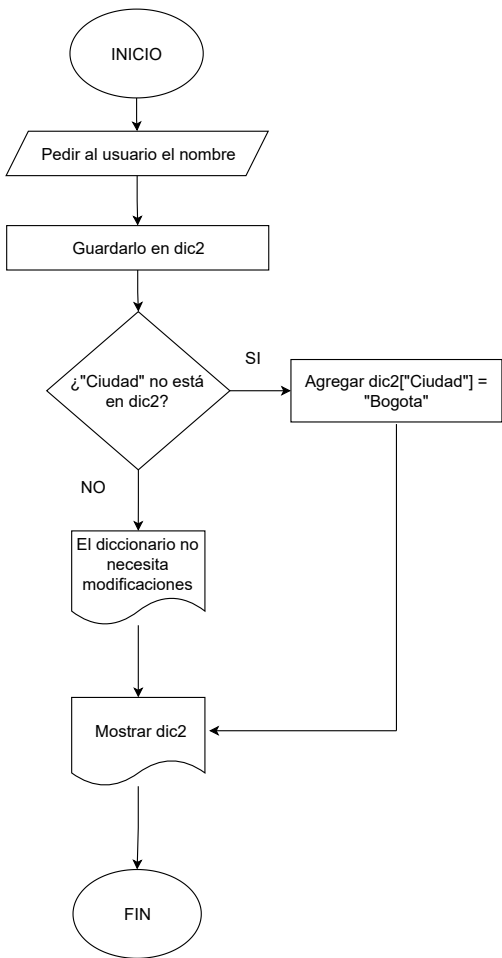 INICIO
Pedir al usuario el nombre
Guardarlo en dic2
¿"Ciudad" no está
en dic2?
SI
Agregar dic2["Ciudad"] =
"Bogota"
NO
El diccionario no
necesita
modificaciones
Mostrar dic2
FIN